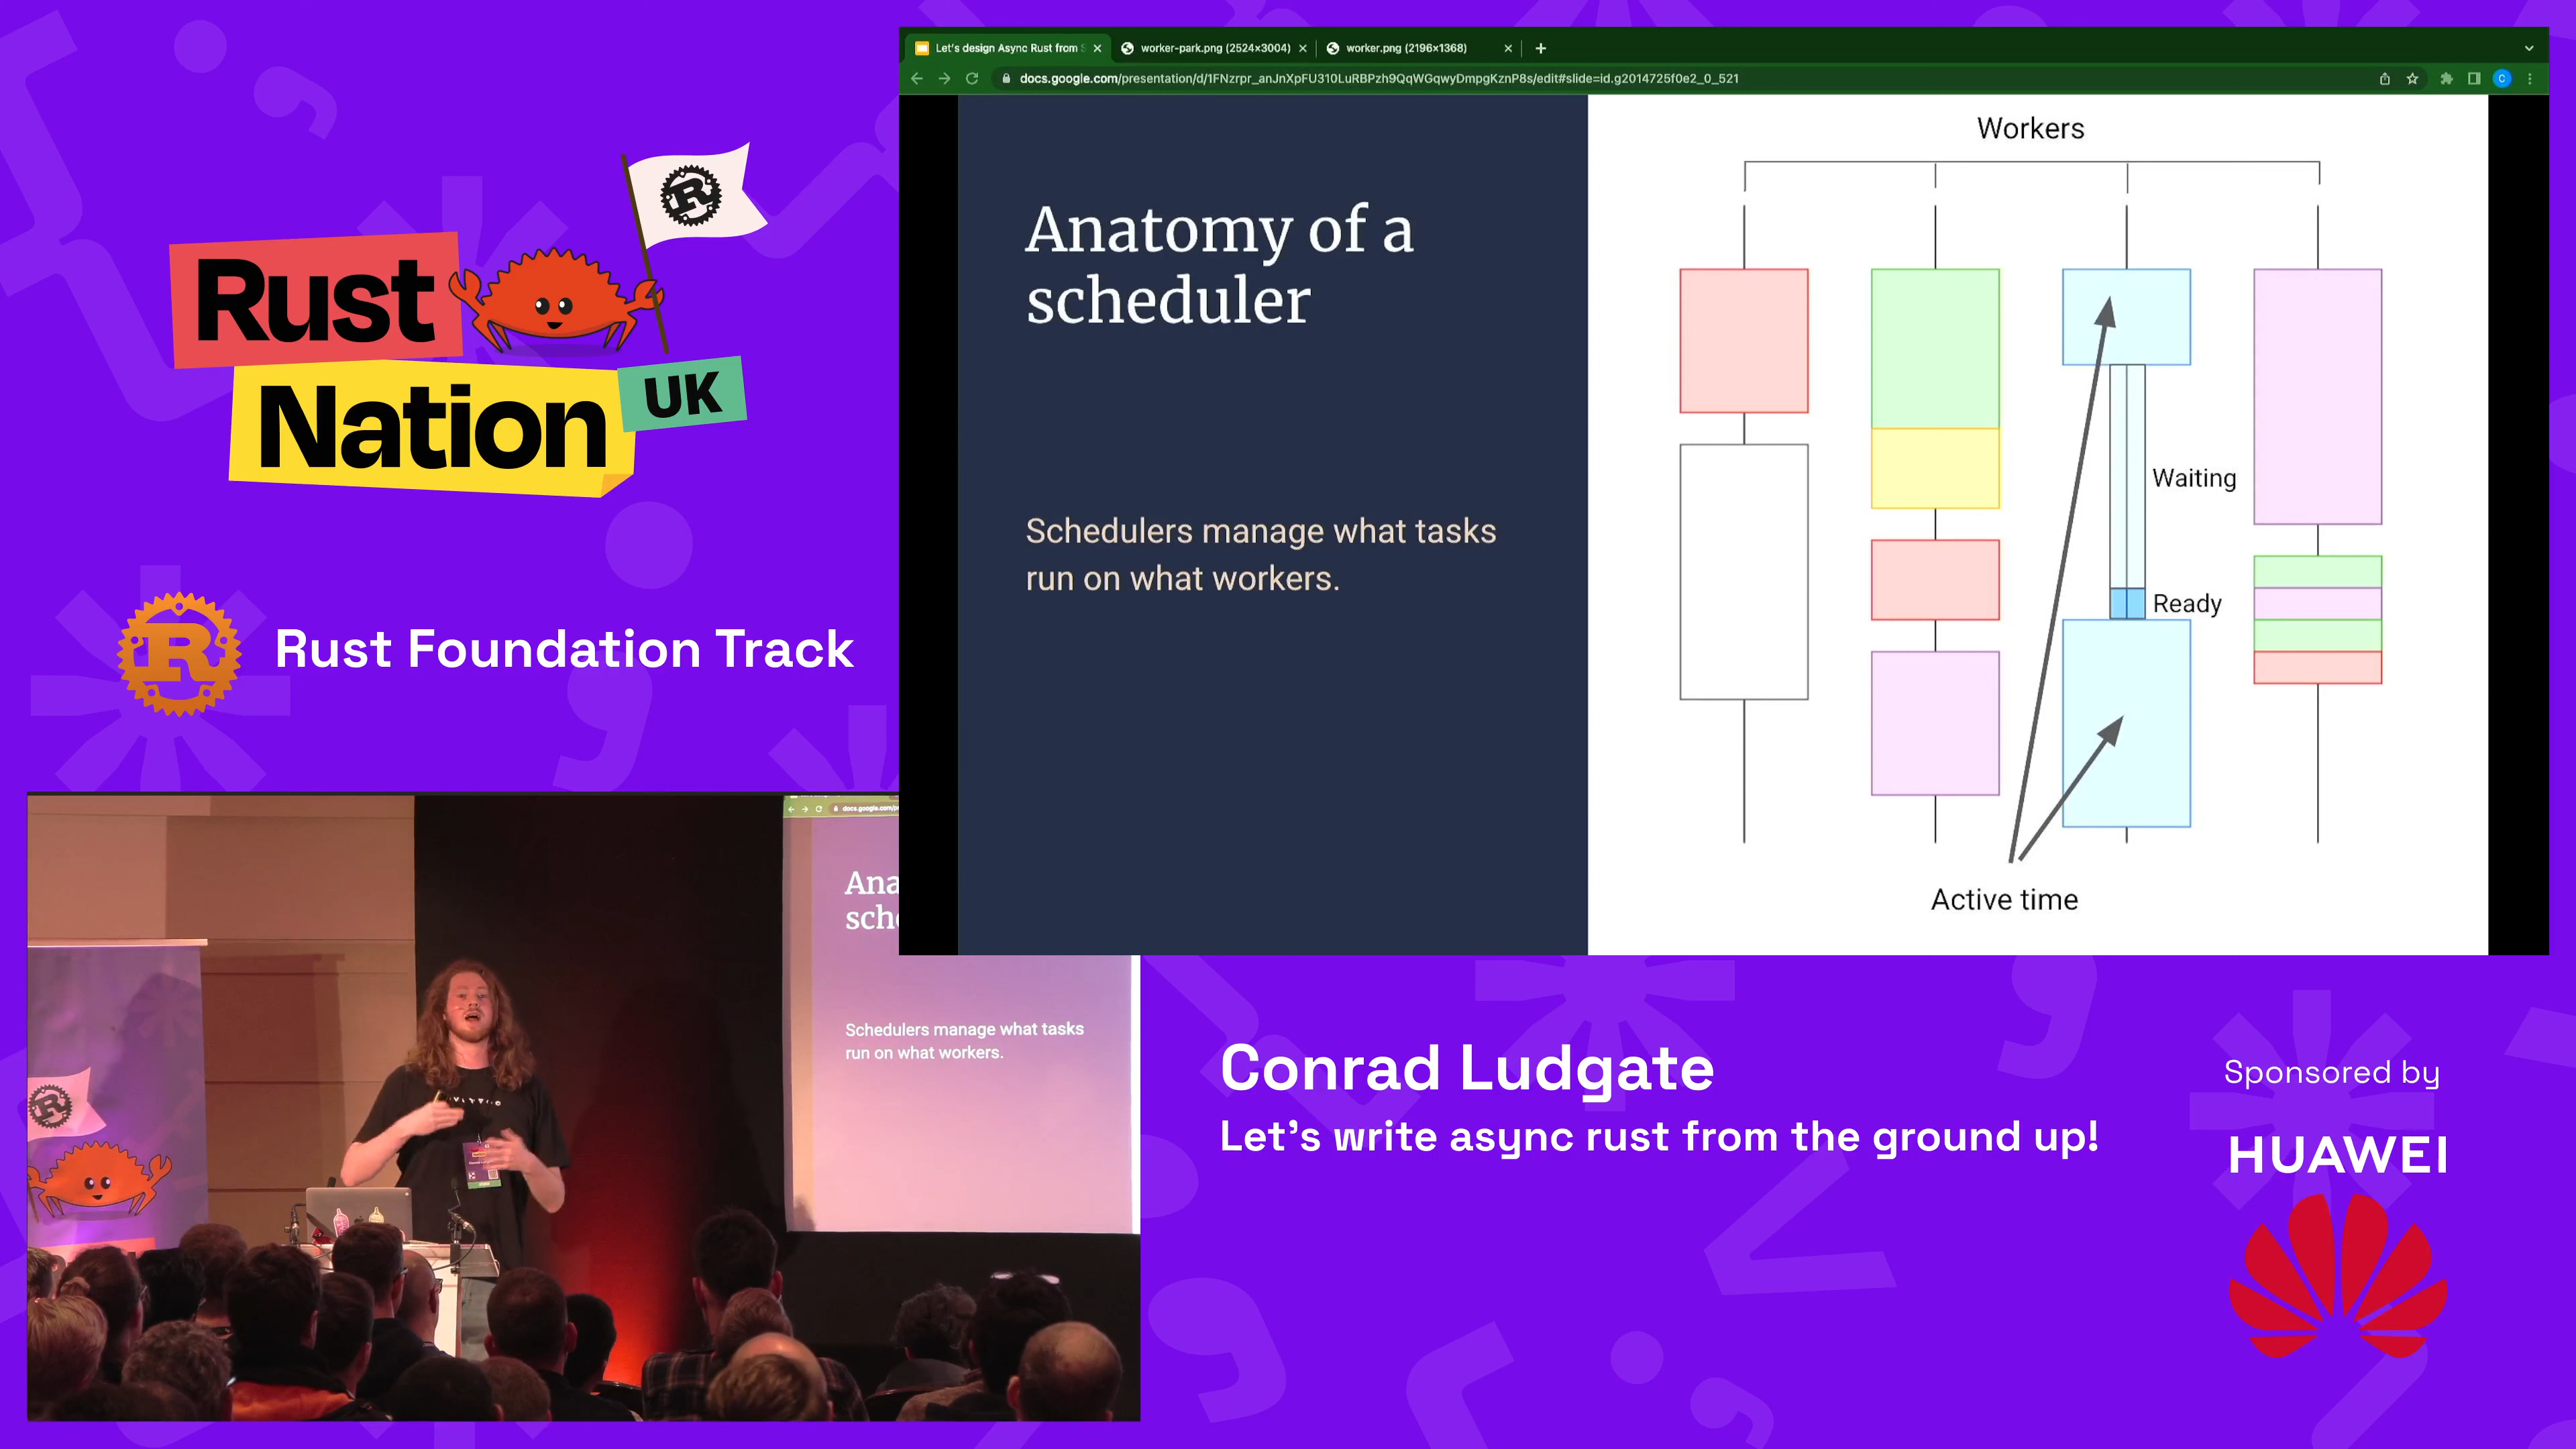 Rust
Nation
UK
R
Rust Foundation Track
Let's design Async Rust from S
worker-park.png (2524×3004)
worker.png (2196×1368)
docs.google.com/presentation/d/1FNzrpr_anJnXpFU310LuRBPzh9QqWGqwyDmpgKznP8s/edit#slide=id.g2014725f0e2_0_521
C
Anatomy of a
scheduler
Schedulers manage what tasks
run on what workers.
Workers
Waiting
Ready
Active time
docs.google.com/p
Ana
sch
Schedulers manage what tasks
run on what workers.
Conrad Ludgate
Let's write async rust from the ground up!
Sponsored by
HUAWEI